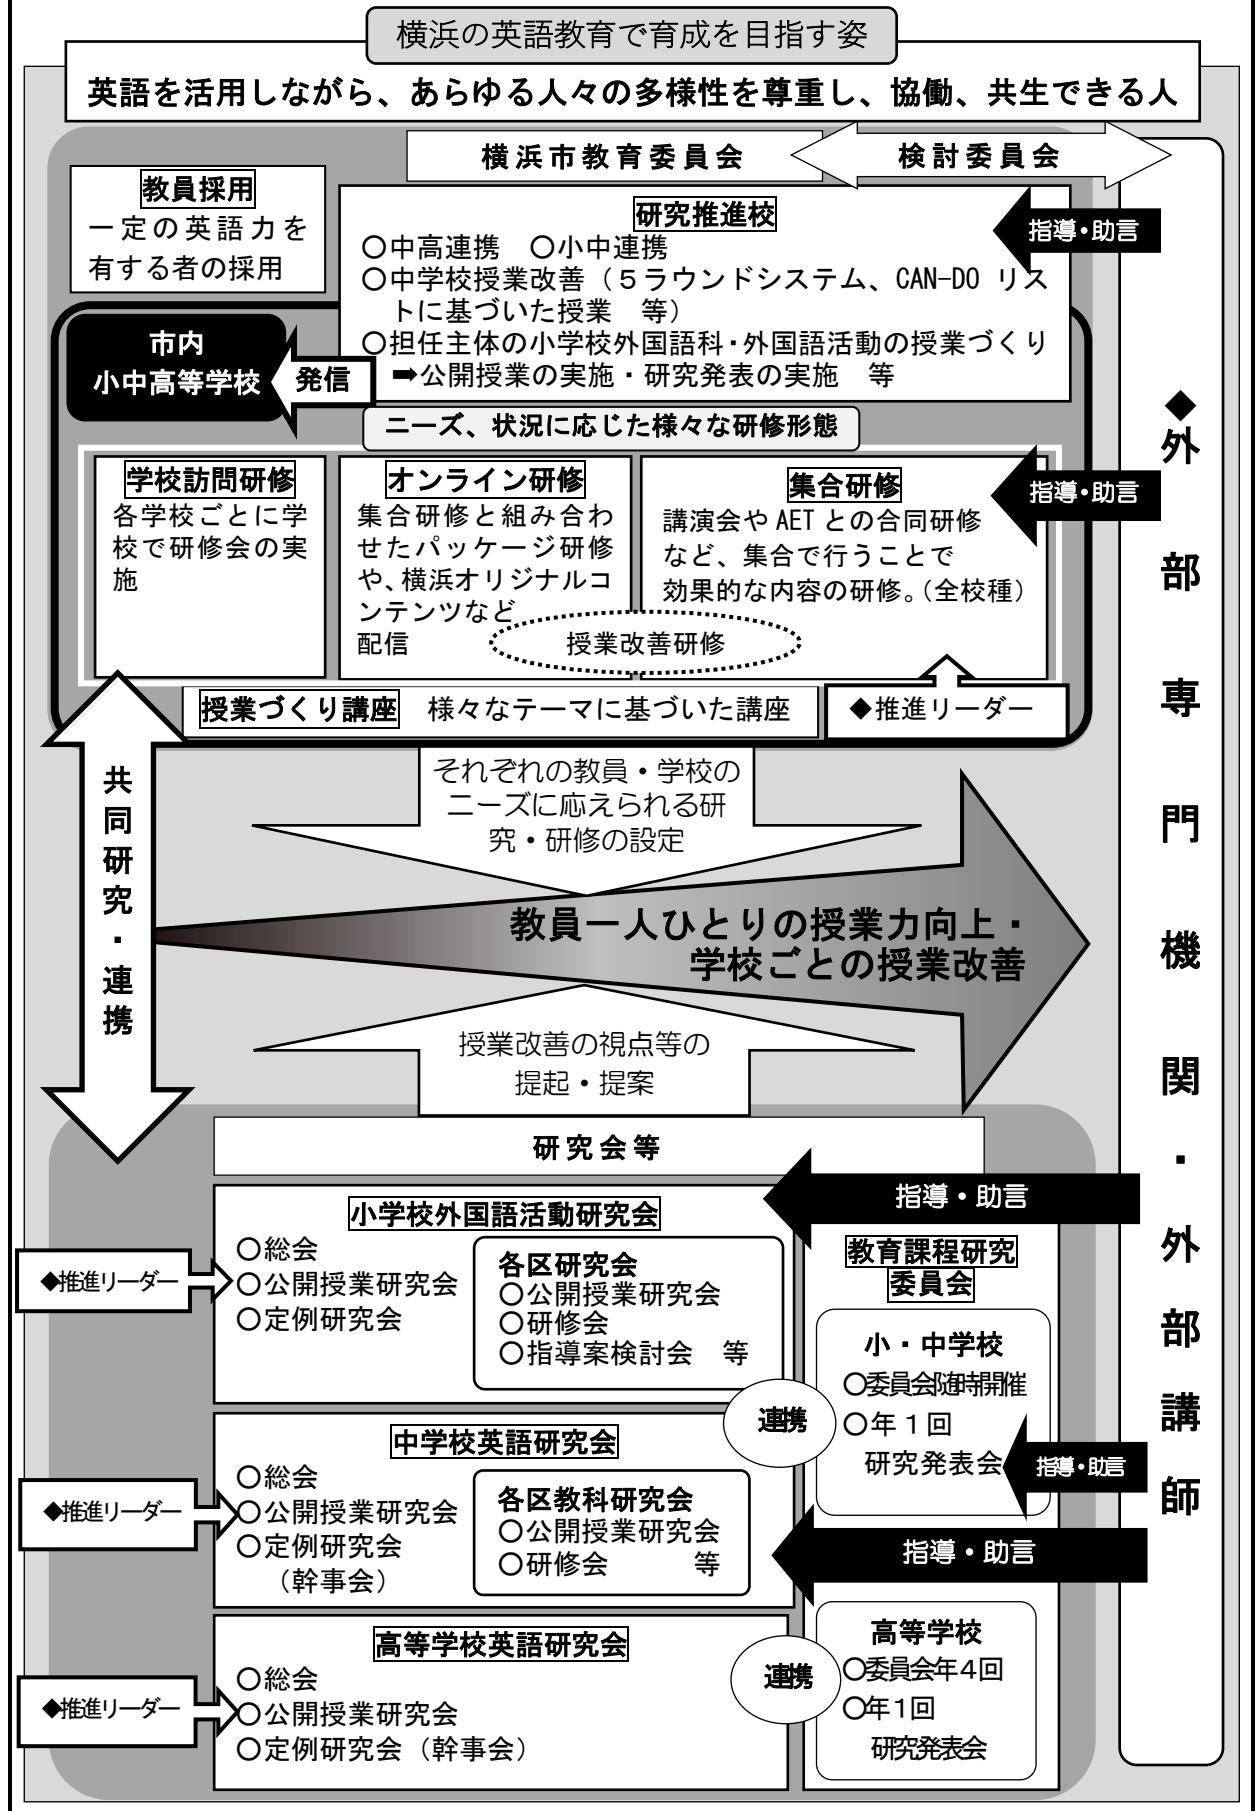 横浜の英語教育で育成を目指す姿
英語を活用しながら、あらゆる人々の多様性を尊重し、協働、共生できる人
横浜市教育委員会
検討委員会
教員採用
一定の英語力を
有する者の採用
研究推進校
〇中高連携　〇小中連携
〇中学校授業改善（５ラウンドシステム、CAN-DO リス
トに基づいた授業　等）
〇担任主体の小学校外国語科・外国語活動の授業づくり
➡公開授業の実施・研究発表の実施　等
指導・助言
市内
小中高等学校
発信
ニーズ、状況に応じた様々な研修形態
学校訪問研修
各学校ごとに学
校で研修会の実
施
オンライン研修
集合研修と組み合わ
せたパッケージ研修
や、横浜オリジナルコ
ンテンツなど
配信
集合研修
講演会や AET との合同研修
など、集合で行うことで
効果的な内容の研修。（全校種）
指導・助言
授業改善研修
授業づくり講座　様々なテーマに基づいた講座
◆推進リーダー
◆外部専門機関・外部講師
共同研究・連携
それぞれの教員・学校の
ニーズに応えられる研
究・研修の設定
教員一人ひとりの授業力向上・
学校ごとの授業改善
授業改善の視点等の
提起・提案
研究会等
指導・助言
小学校外国語活動研究会
〇総会
〇公開授業研究会
〇定例研究会
各区研究会
〇公開授業研究会
〇研修会
〇指導案検討会　等
◆推進リーダー
教育課程研究
委員会
小・中学校
〇委員会随時開催
〇年１回
研究発表会
指導・助言
連携
中学校英語研究会
〇総会
〇公開授業研究会
〇定例研究会
（幹事会）
各区教科研究会
〇公開授業研究会
〇研修会　　　等
◆推進リーダー
指導・助言
高等学校英語研究会
〇総会
〇公開授業研究会
〇定例研究会（幹事会）
◆推進リーダー
連携
高等学校
〇委員会年４回
〇年１回
研究発表会